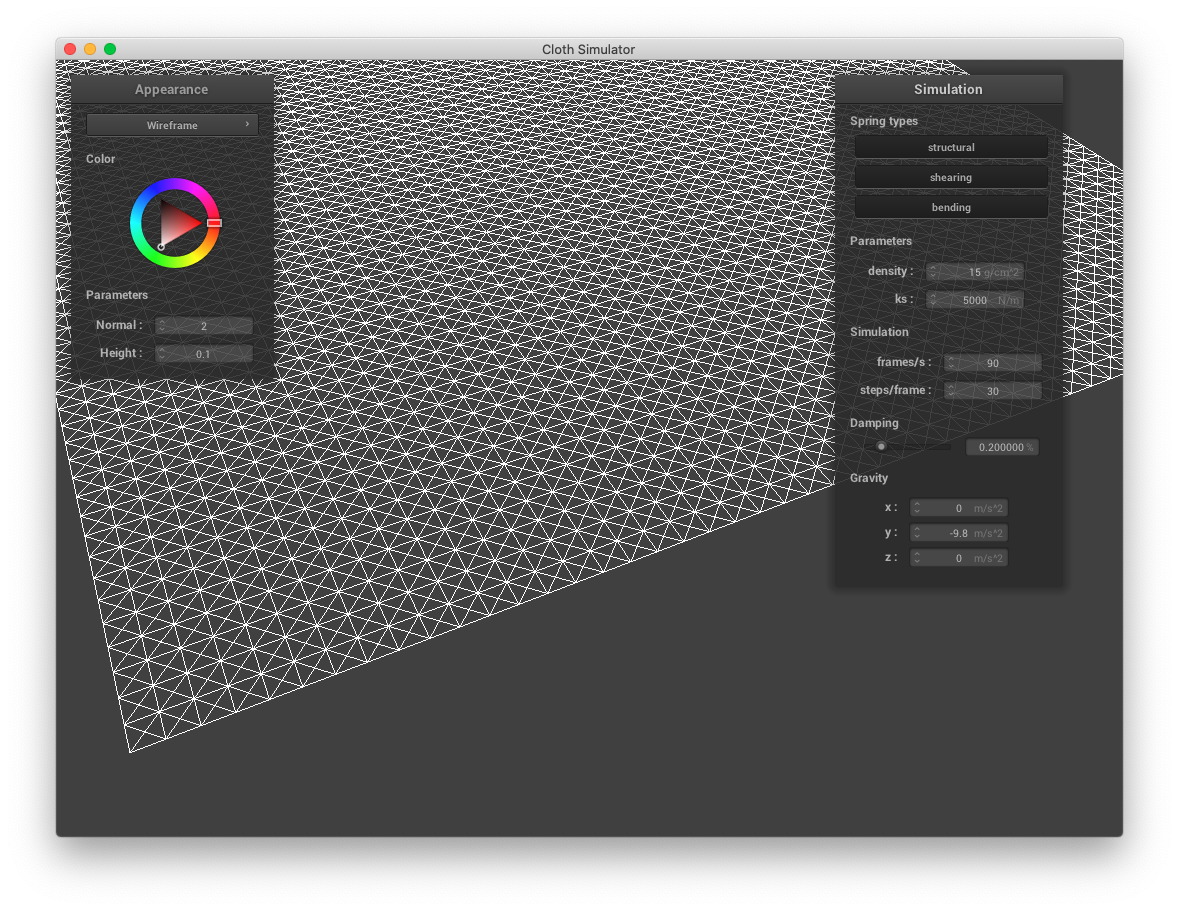 Cloth Simulator
Appearance
Wireframe ›
Color
Parameters
Normal : 2
Height : 0.1
Simulation
Spring types
structural
shearing
bending
Parameters
density : 15 g/cm^2
ks : 5000 N/m
Simulation
frames/s : 90
steps/frame : 30
Damping
0.200000 %
Gravity
x : 0 m/s^2
y : -9.8 m/s^2
z : 0 m/s^2